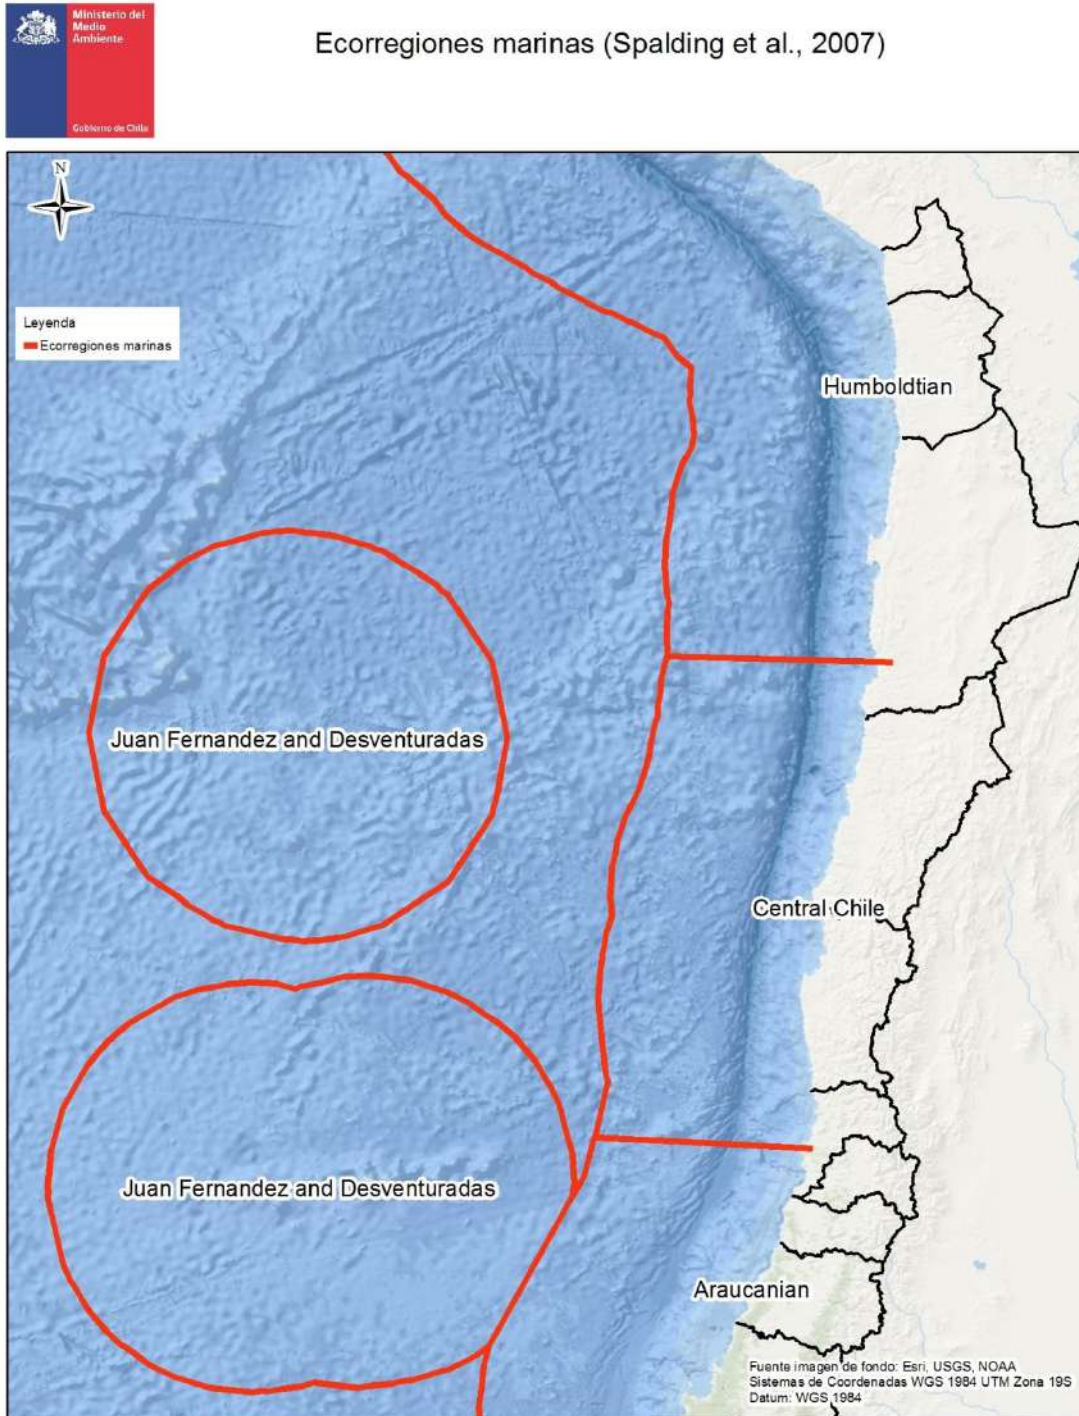 Ministerio del
Medio
Ambiente
Gobierno de Chile
Ecorregiones marinas (Spalding et al., 2007)
N
Leyenda
Ecorregiones marinas
Humboldtian
Juan Fernandez and Desventuradas
Central Chile
Juan Fernandez and Desventuradas
Araucanian
Fuente imagen de fondo: Esri, USGS, NOAA
Sistemas de Coordenadas WGS 1984 UTM Zona 19S
Datum: WGS 1984